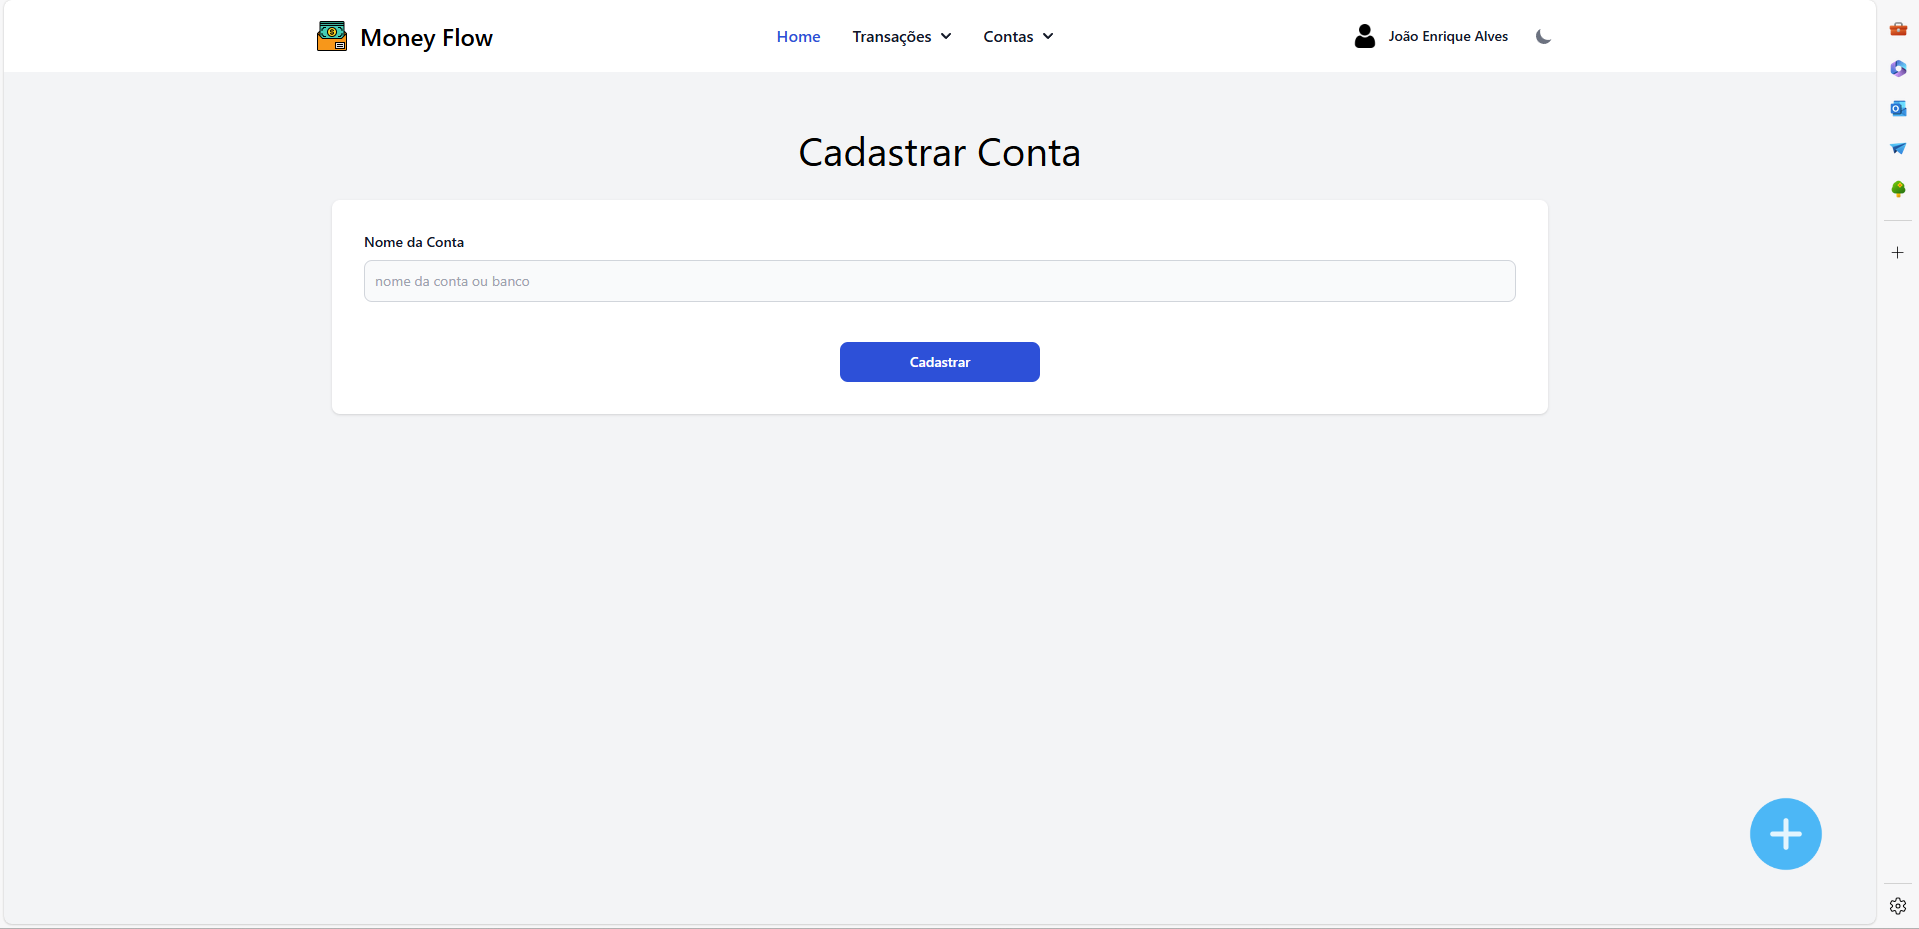 Money Flow
Home
Transações
Contas
João Enrique Alves
Cadastrar Conta
Nome da Conta
nome da conta ou banco
Cadastrar